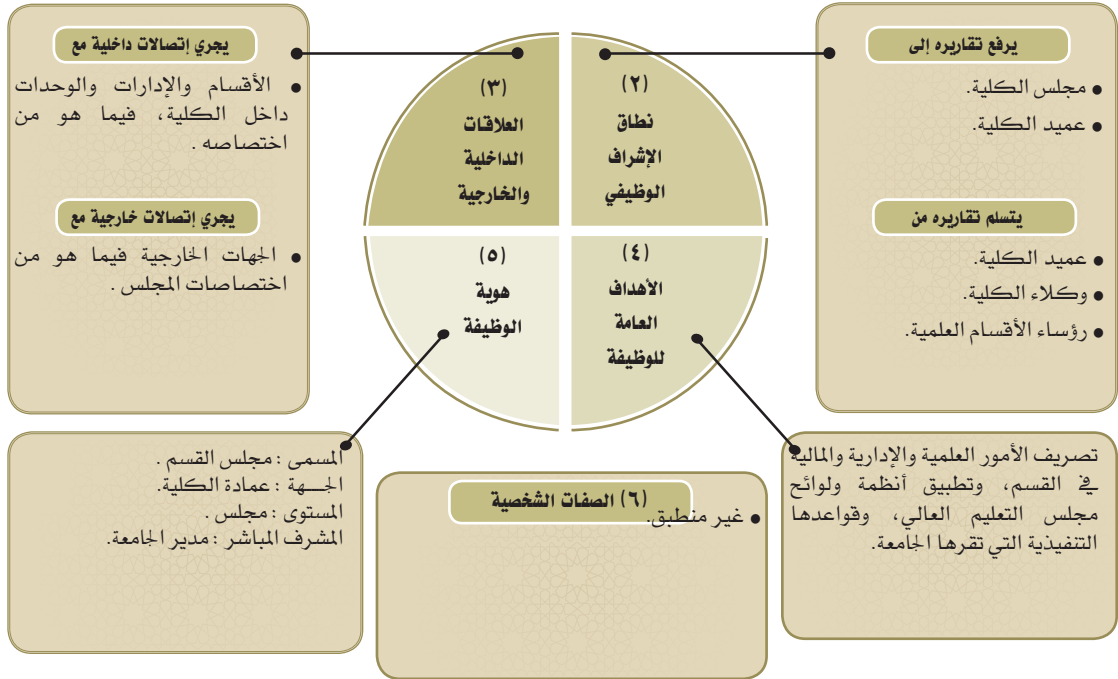 يرفع تقاريره إلى
● مجلس الكلية.
● عميد الكلية.
يتسلم تقاريره من
● عميد الكلية.
● وكلاء الكلية.
● رؤساء الأقسام العلمية.
(٢)
نطاق
الإشراف
الوظيفي
(٣)
العلاقات
الداخلية
والخارجية
يجري إتصالات داخلية مع
● الأقسام والإدارات والوحدات
داخل الكلية، فيما هو من
اختصاصه .
يجري إتصالات خارجية مع
● الجهات الخارجية فيما هو من
اختصاصات المجلس .
(٤)
الأهداف
العامة
للوظيفة
(٥)
هوية
الوظيفة
تصريف الأمور العلمية والإدارية والمالية
في القسم، وتطبيق أنظمة ولوائح
مجلس التعليم العالي، وقواعدها
التنفيذية التي تقرها الجامعة.
المسمى : مجلس القسم .
الجـــهة : عمادة الكلية.
المستوى : مجلس .
المشرف المباشر : مدير الجامعة.
(٦) الصفات الشخصية
● غير منطبق.